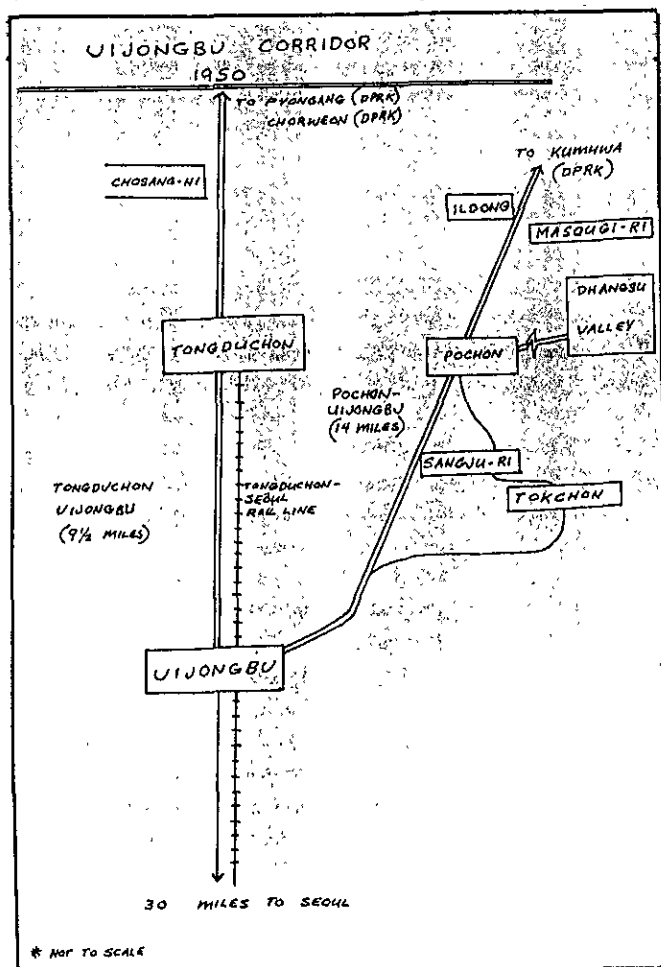 UIJONGBU CORRIDOR
1950
TO PYONGANG (DPRK)
CHORWEON (DPRK)
TO KUMHWA
(DPRK)
CHOSANG-NI
ILDONG
MASOUGI-RI
DHANGSU
VALLEY
TONGDUCHON
POCHON
POCHON-
UIJONGBU
(14 MILES)
SANGJU-RI
TOKCHON
TONGDUCHON
UIJONGBU
(9½ MILES)
TONGDUCHON-
SEOUL
RAIL LINE
UIJONGBU
30 MILES TO SEOUL
* NOT TO SCALE